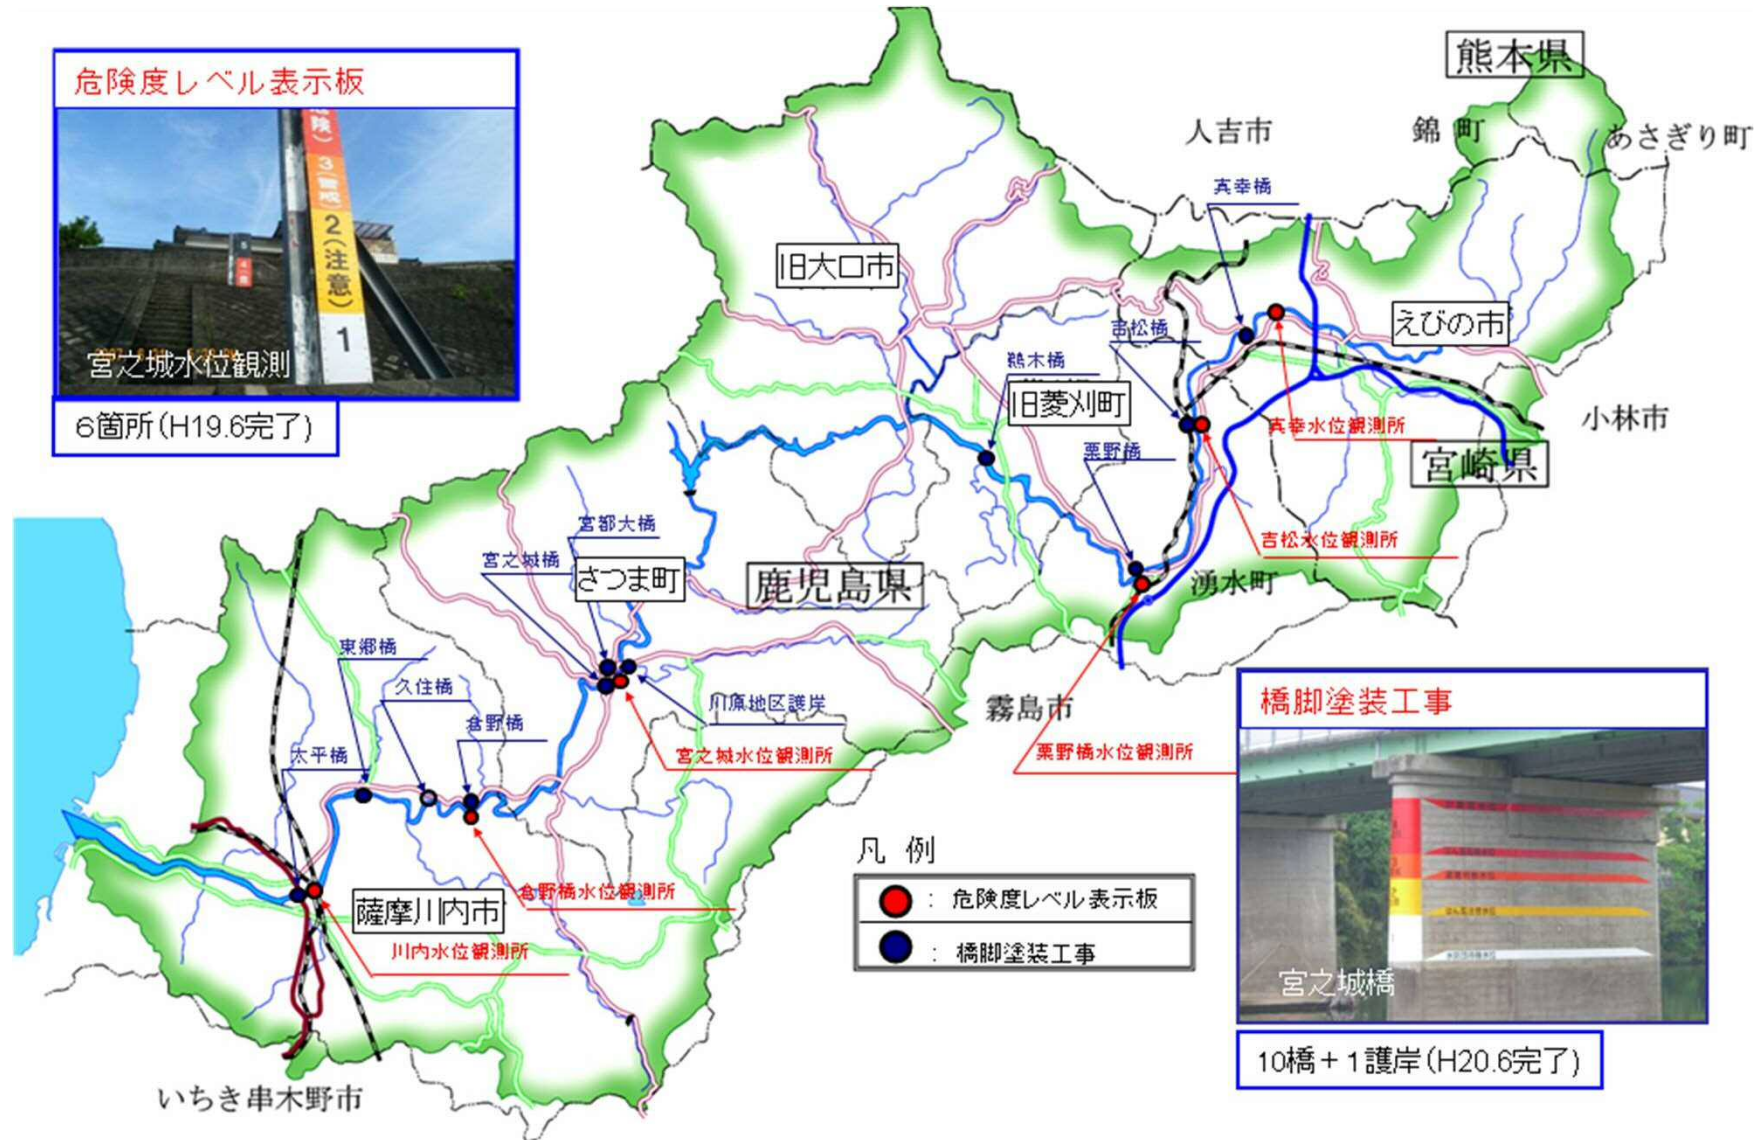 危険度レベル表示板
険）
3（警戒）
2（注意）
1
宮之城水位観測
6箇所（H19.6完了）
熊本県
人吉市
錦町
あさぎり町
真幸橋
旧大口市
えびの市
吉松橋
鵜木橋
旧菱刈町
小林市
真幸水位観測所
栗野橋
宮崎県
宮都大橋
吉松水位観測所
宮之城橋
さつま町
鹿児島県
湧水町
東郷橋
久住橋
川原地区護岸
霧島市
倉野橋
太平橋
宮之城水位観測所
栗野橋水位観測所
倉野橋水位観測所
薩摩川内市
川内水位観測所
いちき串木野市
凡例
：危険度レベル表示板
：橋脚塗装工事
橋脚塗装工事
宮之城橋
10橋＋1護岸（H20.6完了）